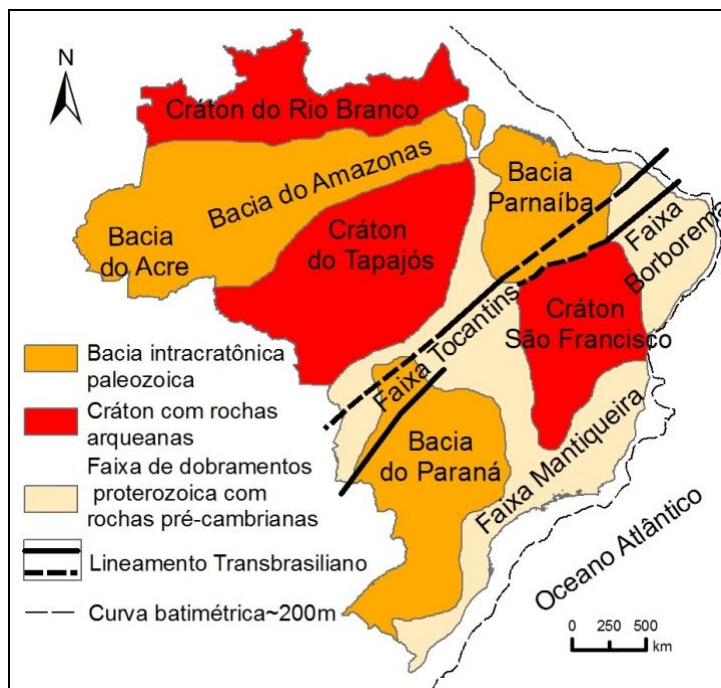 N
Cráton do Rio Branco
Bacia do Amazonas
Bacia
do Acre
Cráton
do Tapajós
Bacia
Parnaíba
Faixa
Borborema
Cráton
São Francisco
Faixa Tocantins
Bacia
do Paraná
Faixa Mantiqueira
Oceano Atlântico
Bacia intracratônica
paleozoica
Cráton com rochas
arqueanas
Faixa de dobramentos
proterozoica com
rochas pré-cambrianas
Lineamento Transbrasiliano
Curva batimétrica~200m
0 250 500
km